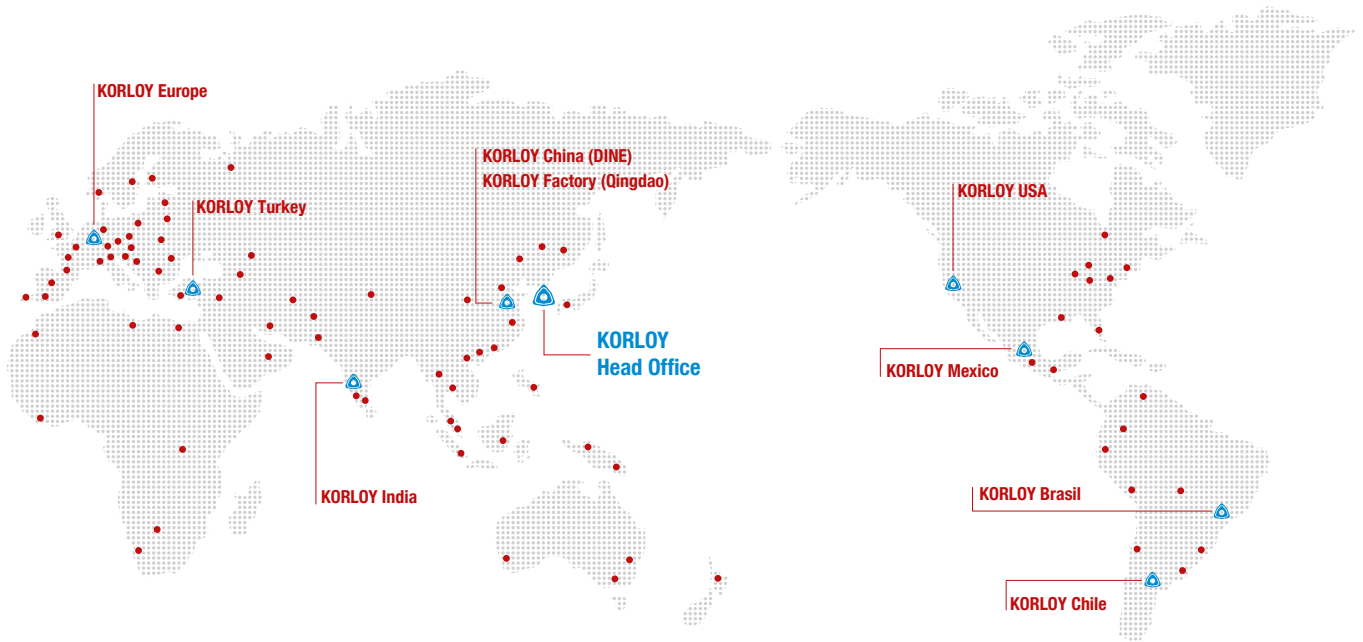 KORLOY Europe
KORLOY China (DINE)
KORLOY Factory (Qingdao)
KORLOY USA
KORLOY Turkey
KORLOY
Head Office
KORLOY Mexico
KORLOY India
KORLOY Brasil
KORLOY Chile